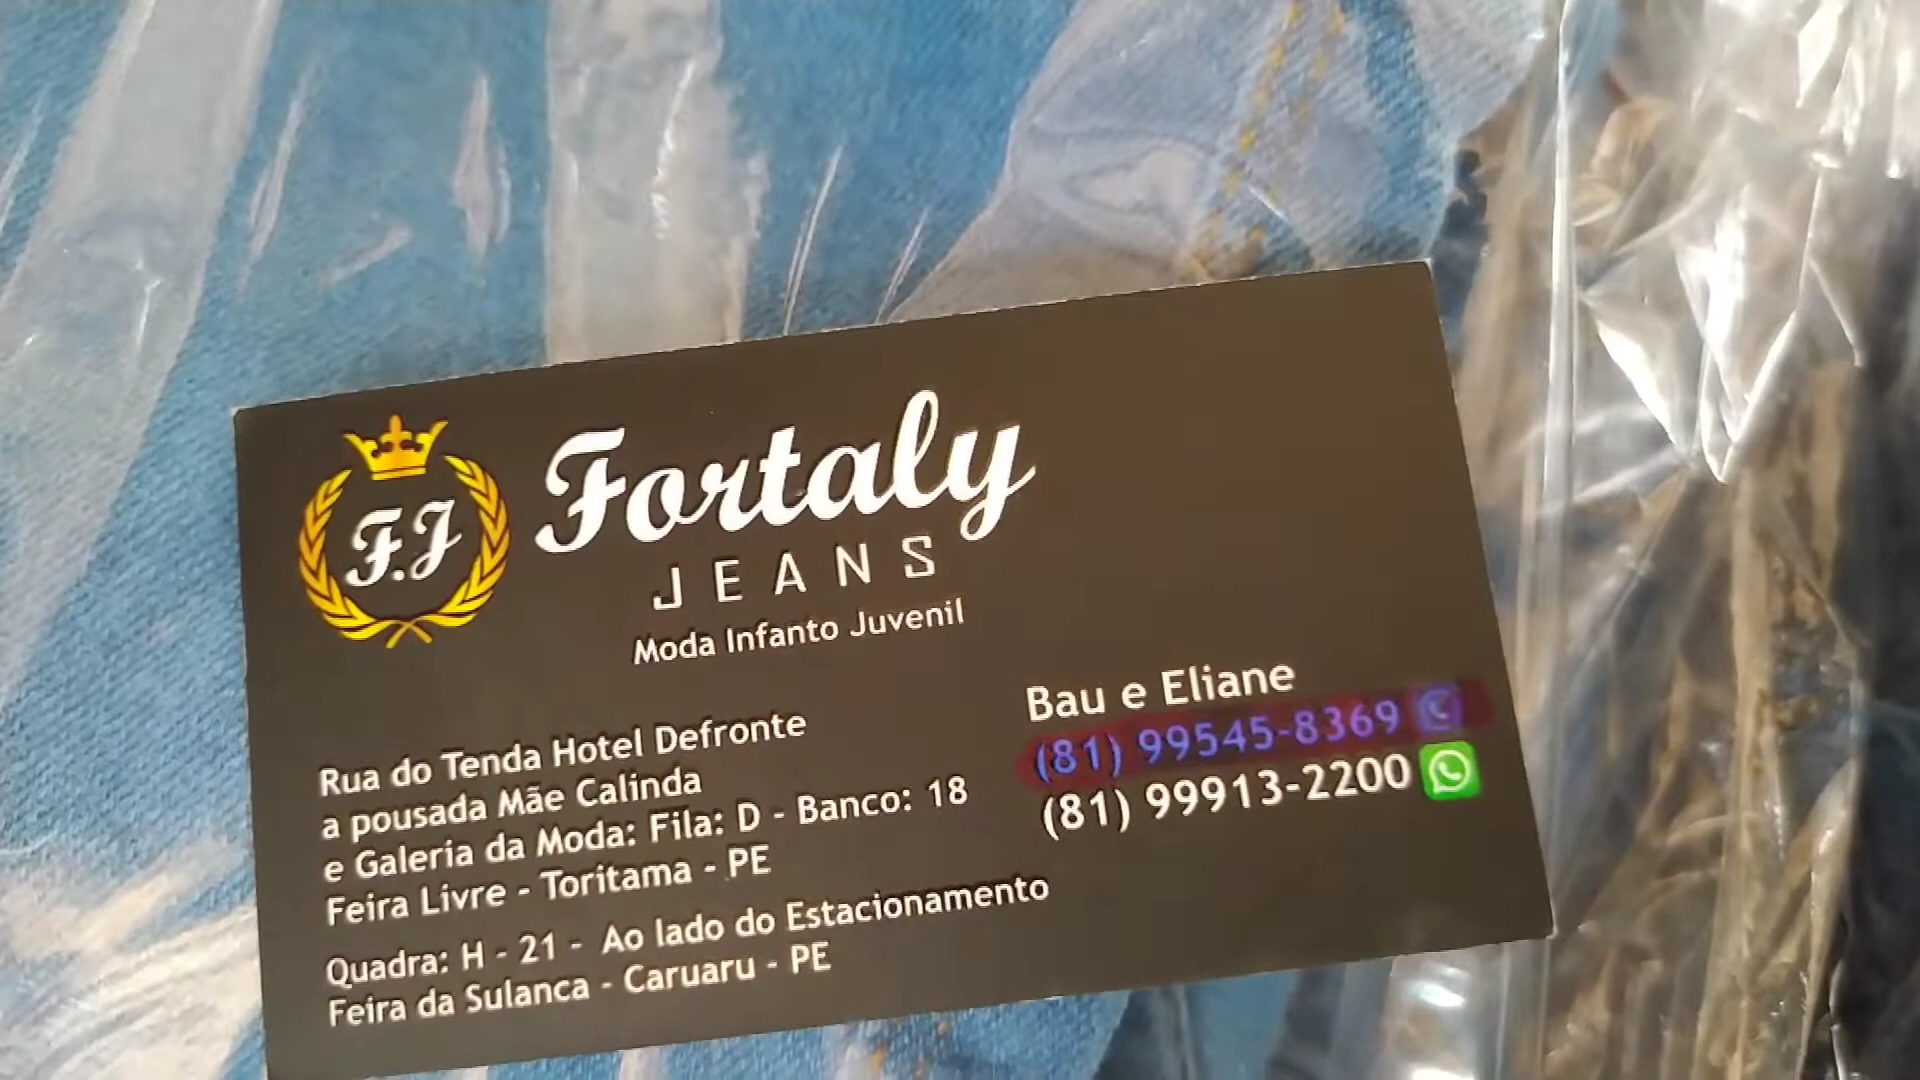 F.J
Fortaly
JEANS
Moda Infanto Juvenil
Bau e Eliane
(81) 99545-8369
(81) 99913-2200
Rua do Tenda Hotel Defronte
a pousada Mãe Calinda
e Galeria da Moda: Fila: D - Banco: 18
Feira Livre - Toritama - PE
Quadra: H - 21 - Ao lado do Estacionamento
Feira da Sulanca - Caruaru - PE